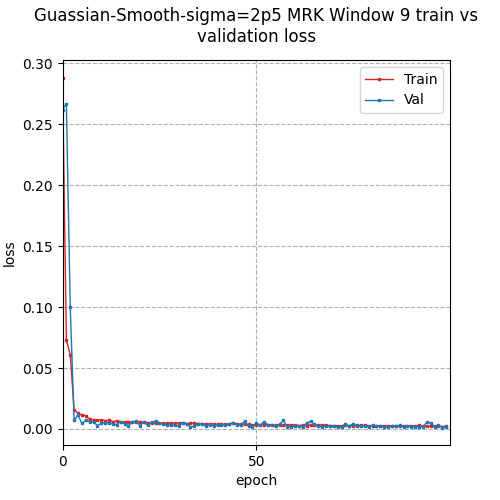 Guassian-Smooth-sigma=2p5 MRK Window 9 train vs
validation loss
0.30
Train
Val
0.25
0.20
0.15
loss
0.10
0.05
0.00
0
50
epoch